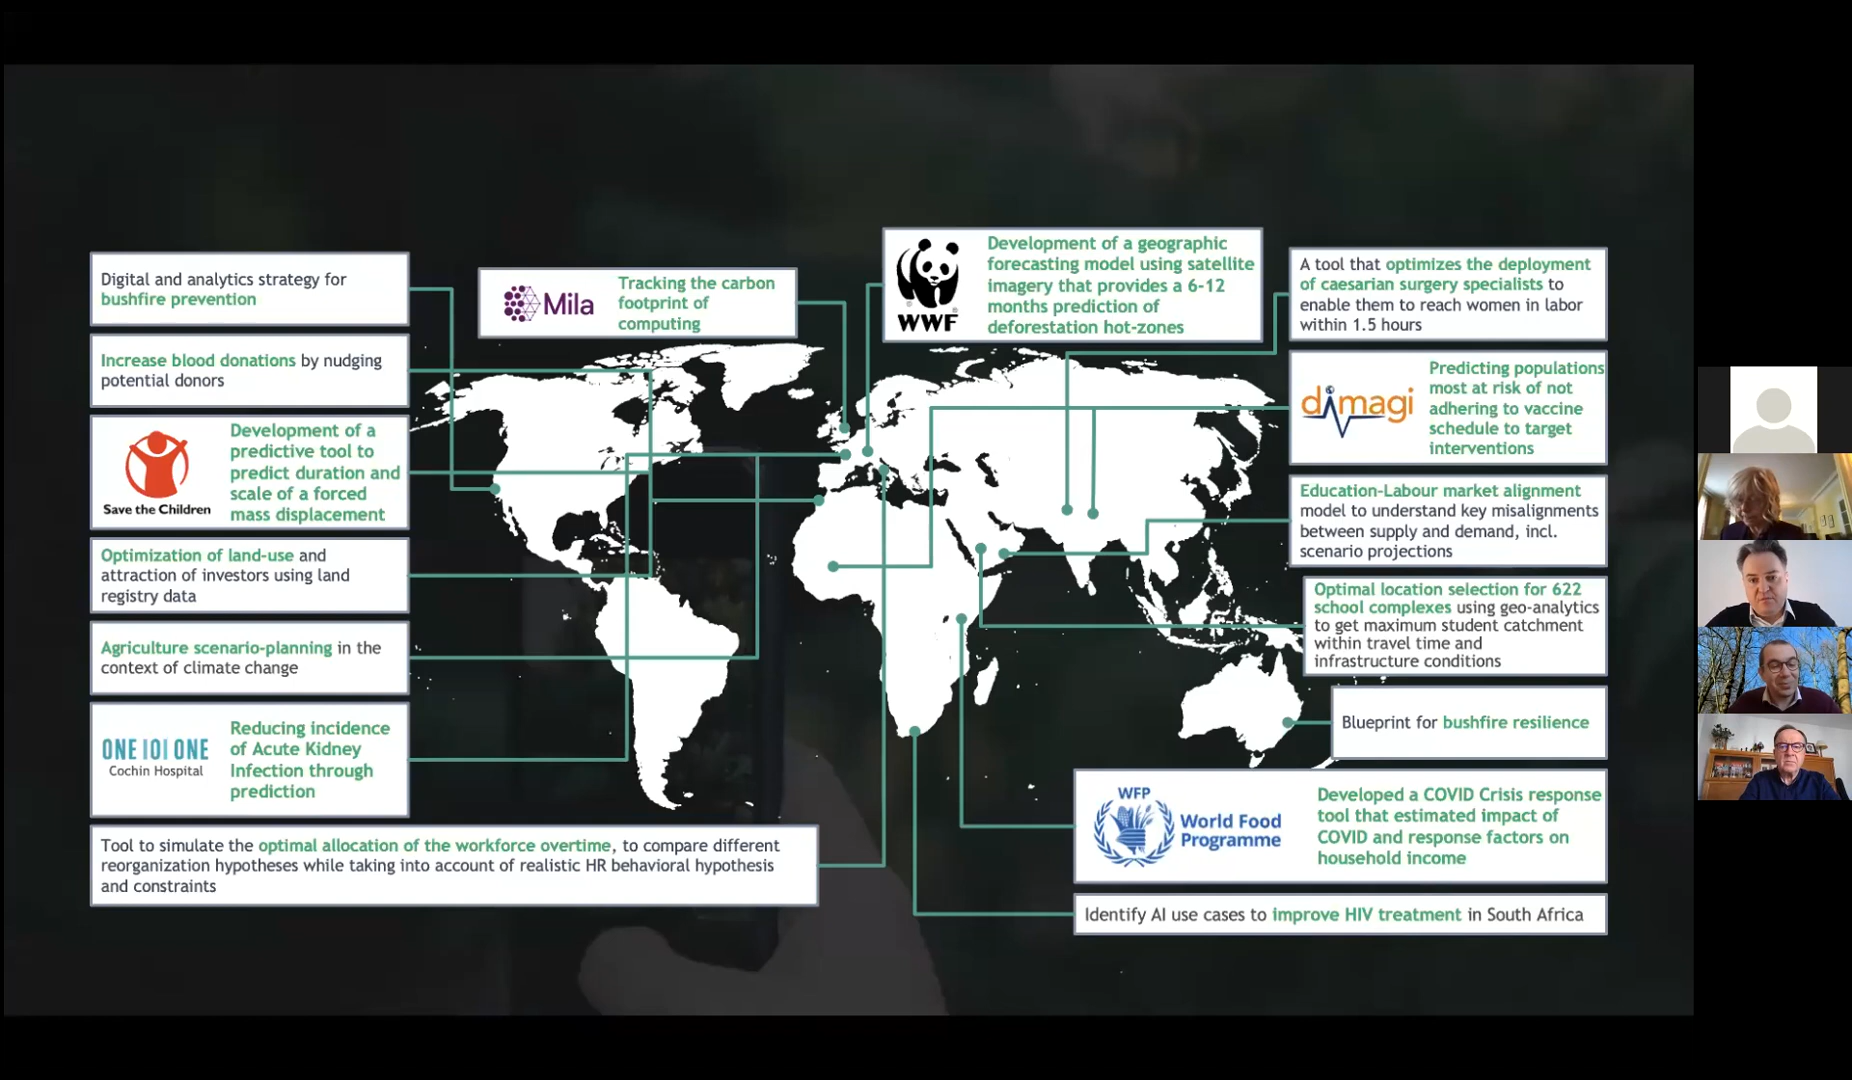 Digital and analytics strategy for
bushfire prevention
Increase blood donations by nudging
potential donors
Save the Children
Development of a
predictive tool to
predict duration and
scale of a forced
mass displacement
Optimization of land-use and
attraction of investors using land
registry data
Agriculture scenario-planning in the
context of climate change
ONE|O|ONE
Cochin Hospital
Reducing incidence
of Acute Kidney
Infection through
prediction
Tool to simulate the optimal allocation of the workforce overtime, to compare different
reorganization hypotheses while taking into account of realistic HR behavioral hypothesis
and constraints
Mila
Tracking the carbon
footprint of
computing
WWF
Development of a geographic
forecasting model using satellite
imagery that provides a 6-12
months prediction of
deforestation hot-zones
A tool that optimizes the deployment
of caesarian surgery specialists to
enable them to reach women in labor
within 1.5 hours
dimagi
Predicting populations
most at risk of not
adhering to vaccine
schedule to target
interventions
Education-Labour market alignment
model to understand key misalignments
between supply and demand, incl.
scenario projections
Optimal location selection for 622
school complexes using geo-analytics
to get maximum student catchment
within travel time and
infrastructure conditions
Blueprint for bushfire resilience
WFP
World Food
Programme
Developed a COVID Crisis response
tool that estimated impact of
COVID and response factors on
household income
Identify AI use cases to improve HIV treatment in South Africa